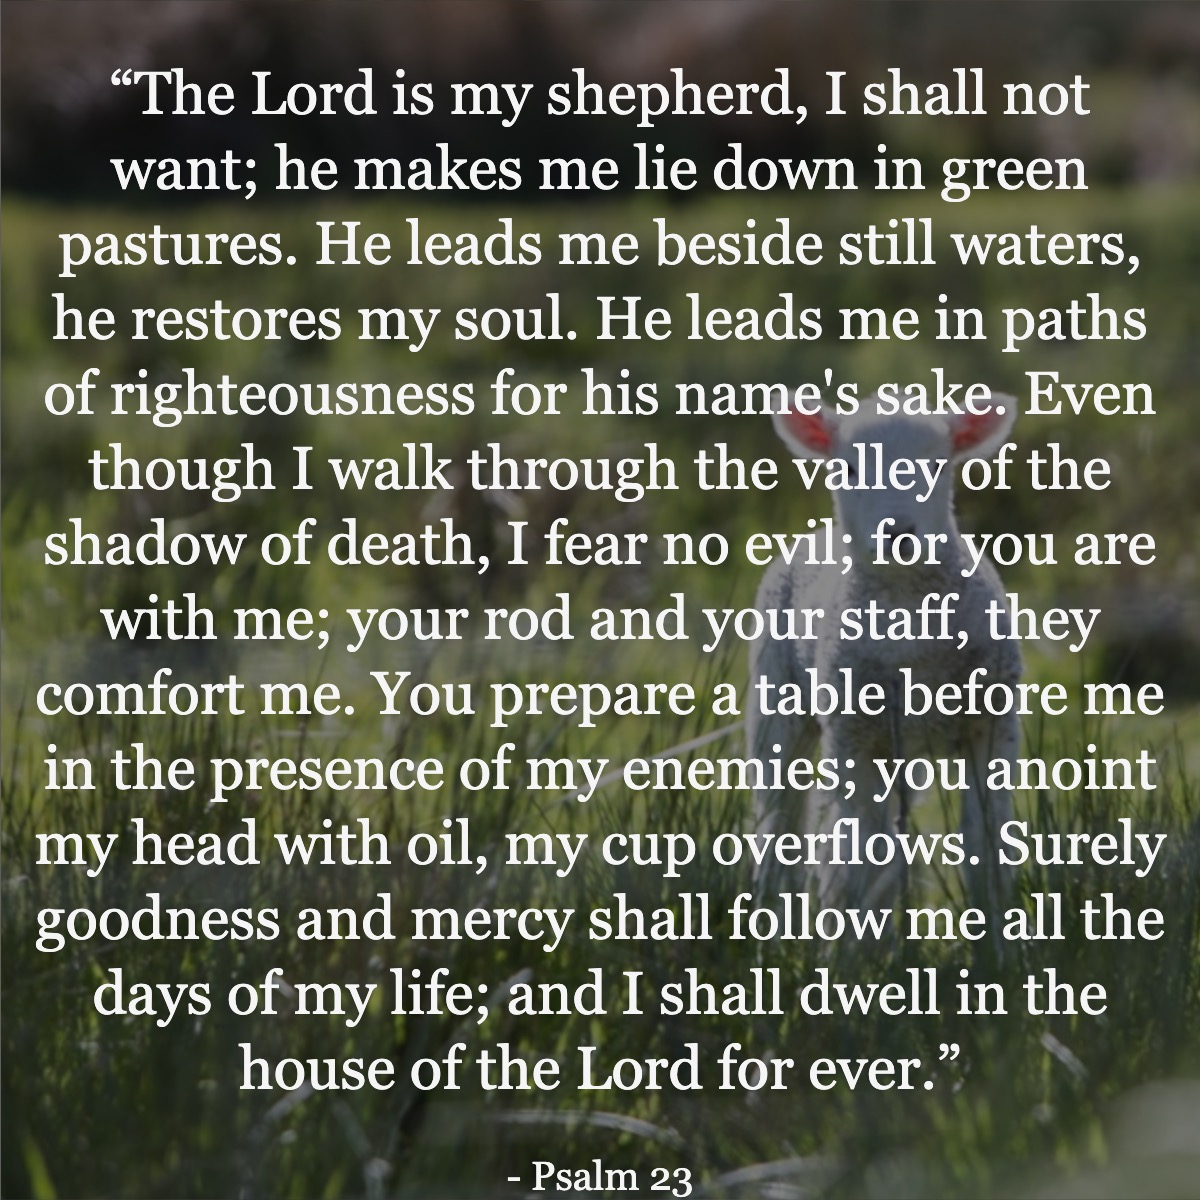 “The Lord is my shepherd, I shall not
want; he makes me lie down in green
pastures. He leads me beside still waters,
he restores my soul. He leads me in paths
of righteousness for his name's sake. Even
though I walk through the valley of the
shadow of death, I fear no evil; for you are
with me; your rod and your staff, they
comfort me. You prepare a table before me
in the presence of my enemies; you anoint
my head with oil, my cup overflows. Surely
goodness and mercy shall follow me all the
days of my life; and I shall dwell in the
house of the Lord for ever.”
- Psalm 23